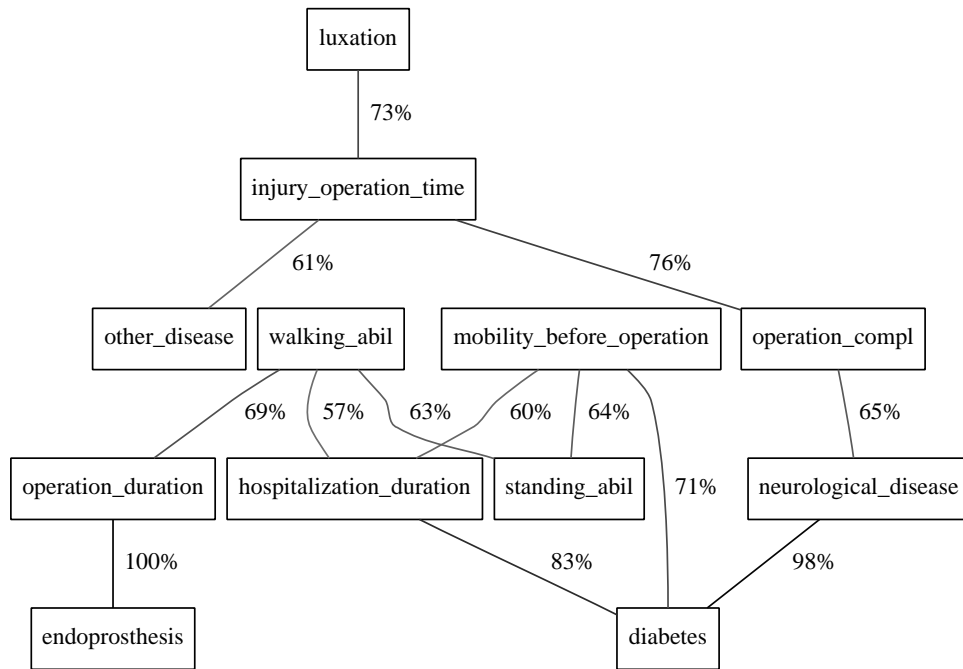 luxation
73%
injury_operation_time
61%
76%
other_disease
walking_abil
mobility_before_operation
operation_compl
69%
57%
63%
60%
64%
65%
operation_duration
hospitalization_duration
standing_abil
71%
neurological_disease
100%
83%
98%
endoprosthesis
diabetes